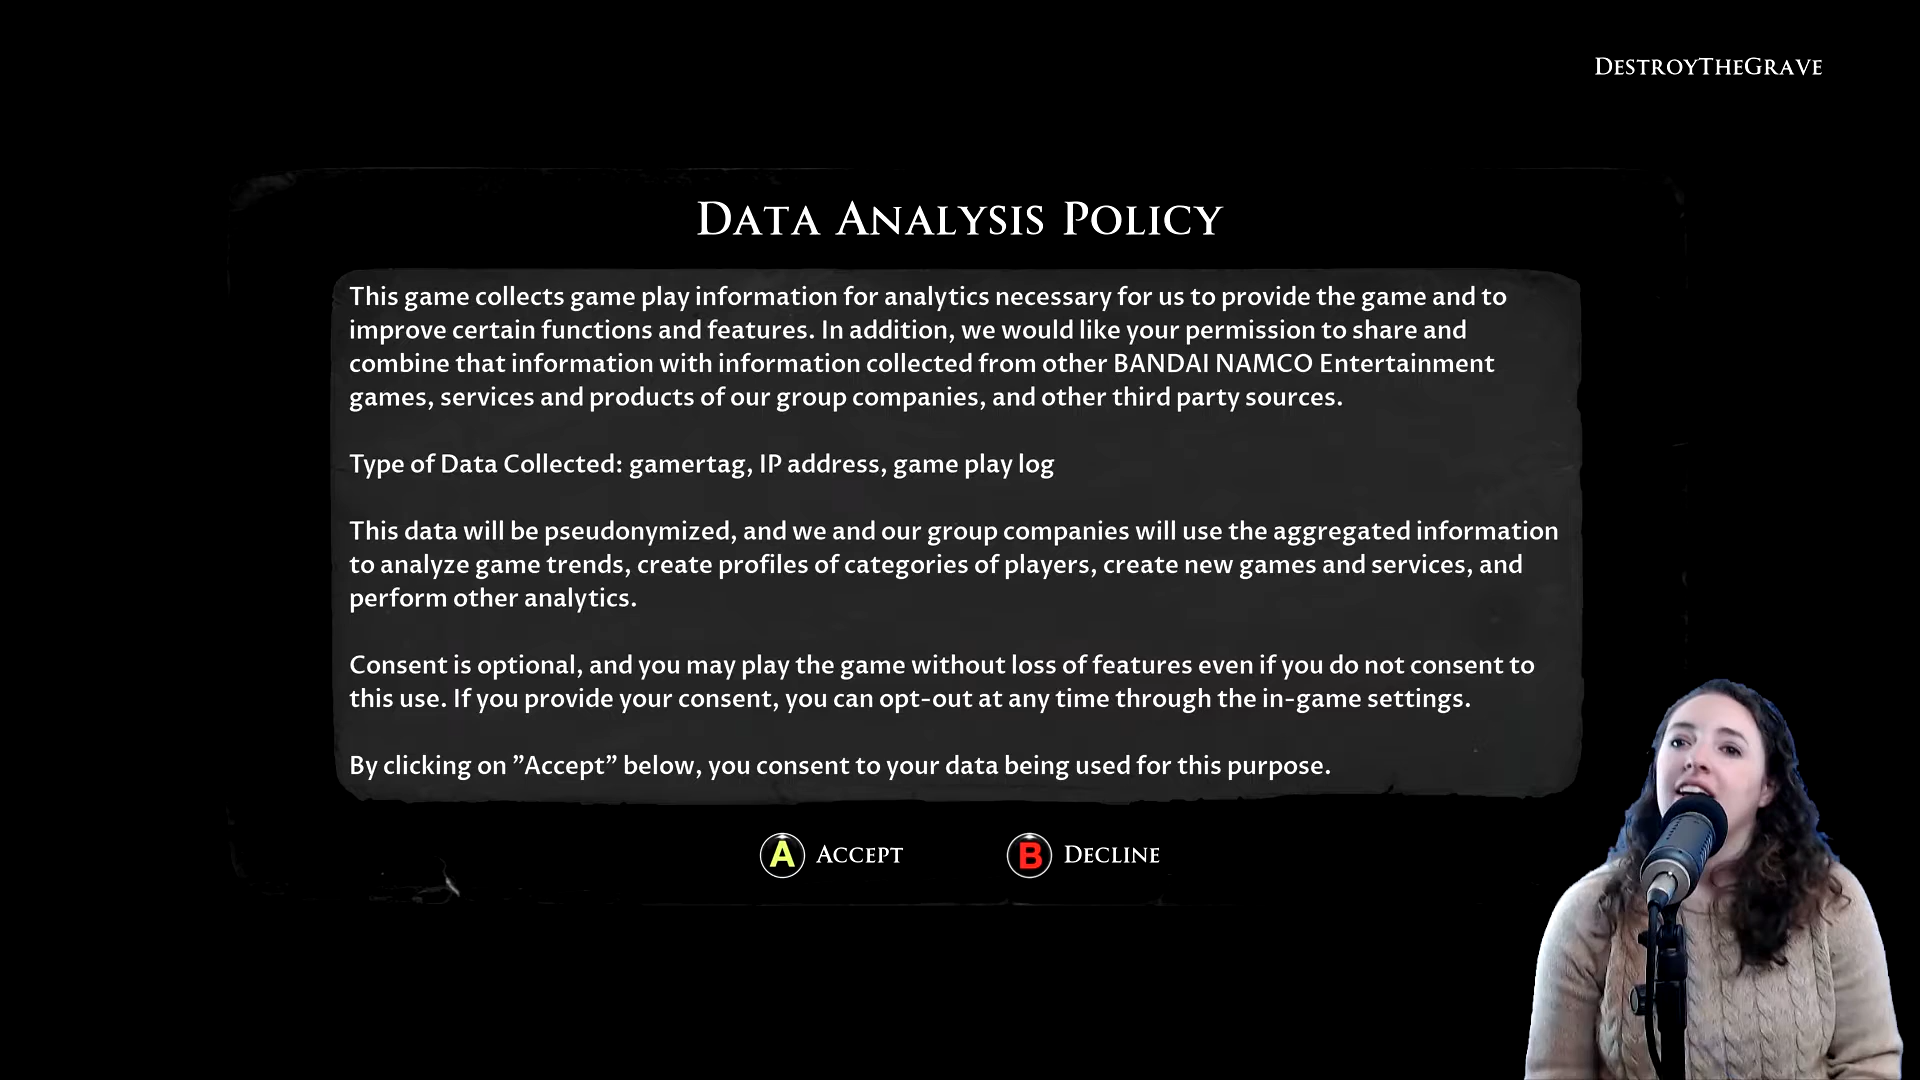 DestroyTheGrave
Data Analysis Policy
This game collects game play information for analytics necessary for us to provide the game and to
improve certain functions and features. In addition, we would like your permission to share and
combine that information with information collected from other BANDAI NAMCO Entertainment
games, services and products of our group companies, and other third party sources.
Type of Data Collected: gamertag, IP address, game play log
This data will be pseudonymized, and we and our group companies will use the aggregated information
to analyze game trends, create profiles of categories of players, create new games and services, and
perform other analytics.
Consent is optional, and you may play the game without loss of features even if you do not consent to
this use. If you provide your consent, you can opt-out at any time through the in-game settings.
By clicking on ”Accept” below, you consent to your data being used for this purpose.
A Accept B Decline